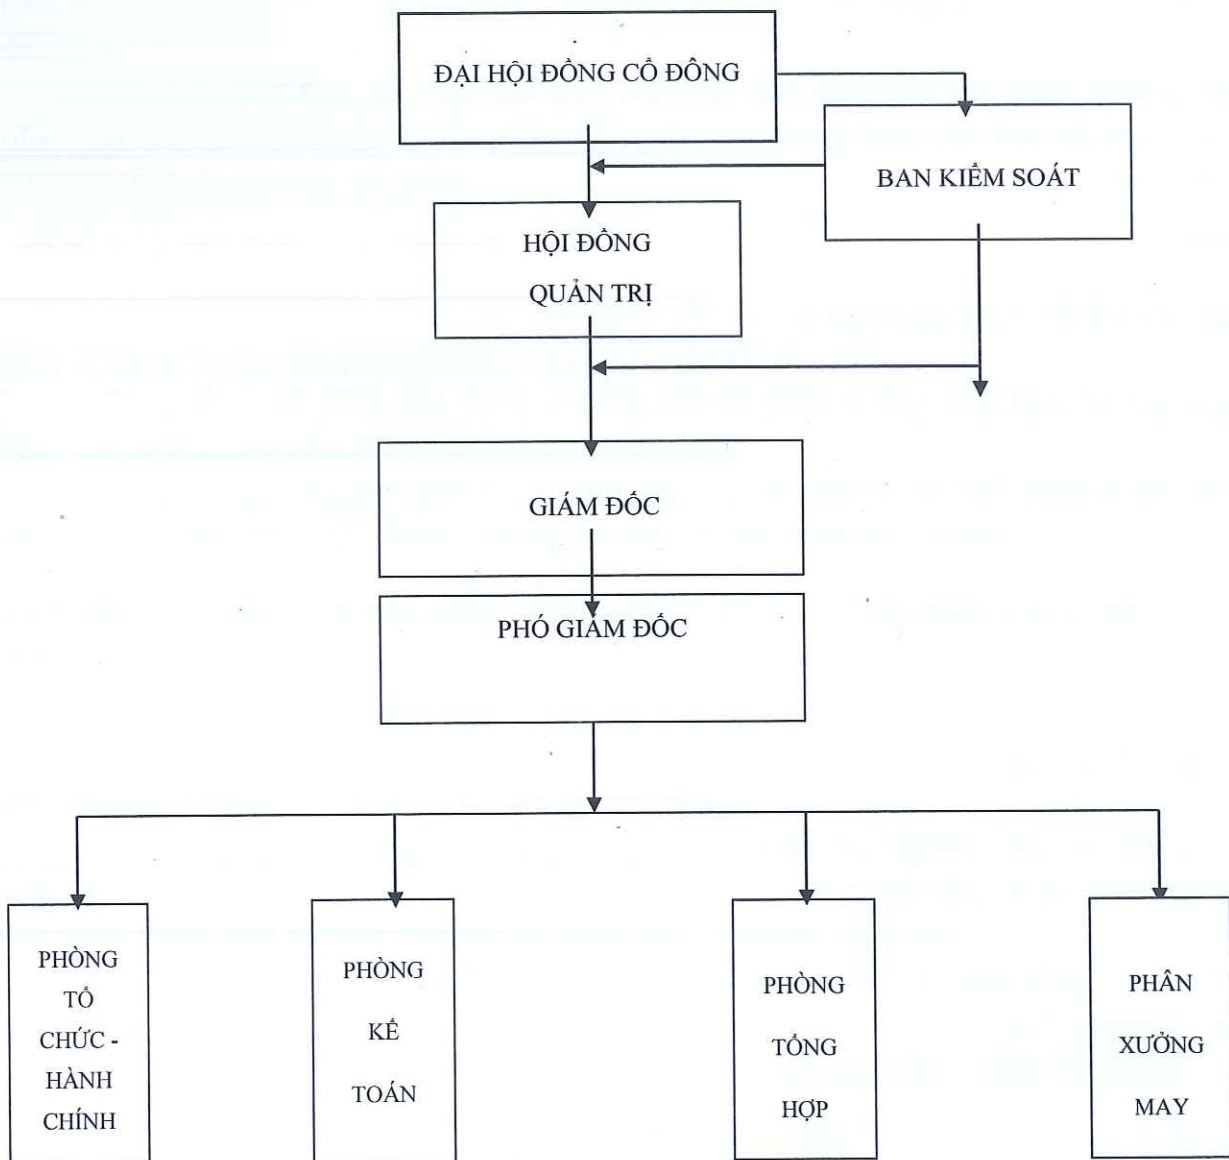 ĐẠI HỘI ĐỒNG CỔ ĐÔNG
BAN KIỂM SOÁT
HỘI ĐỒNG
QUẢN TRỊ
GIÁM ĐỐC
PHÓ GIÁM ĐỐC
PHÒNG
TỔ
CHỨC -
HÀNH
CHÍNH
PHÒNG
KẾ
TOÁN
PHÒNG
TỔNG
HỢP
PHÂN
XƯỞNG
MAY